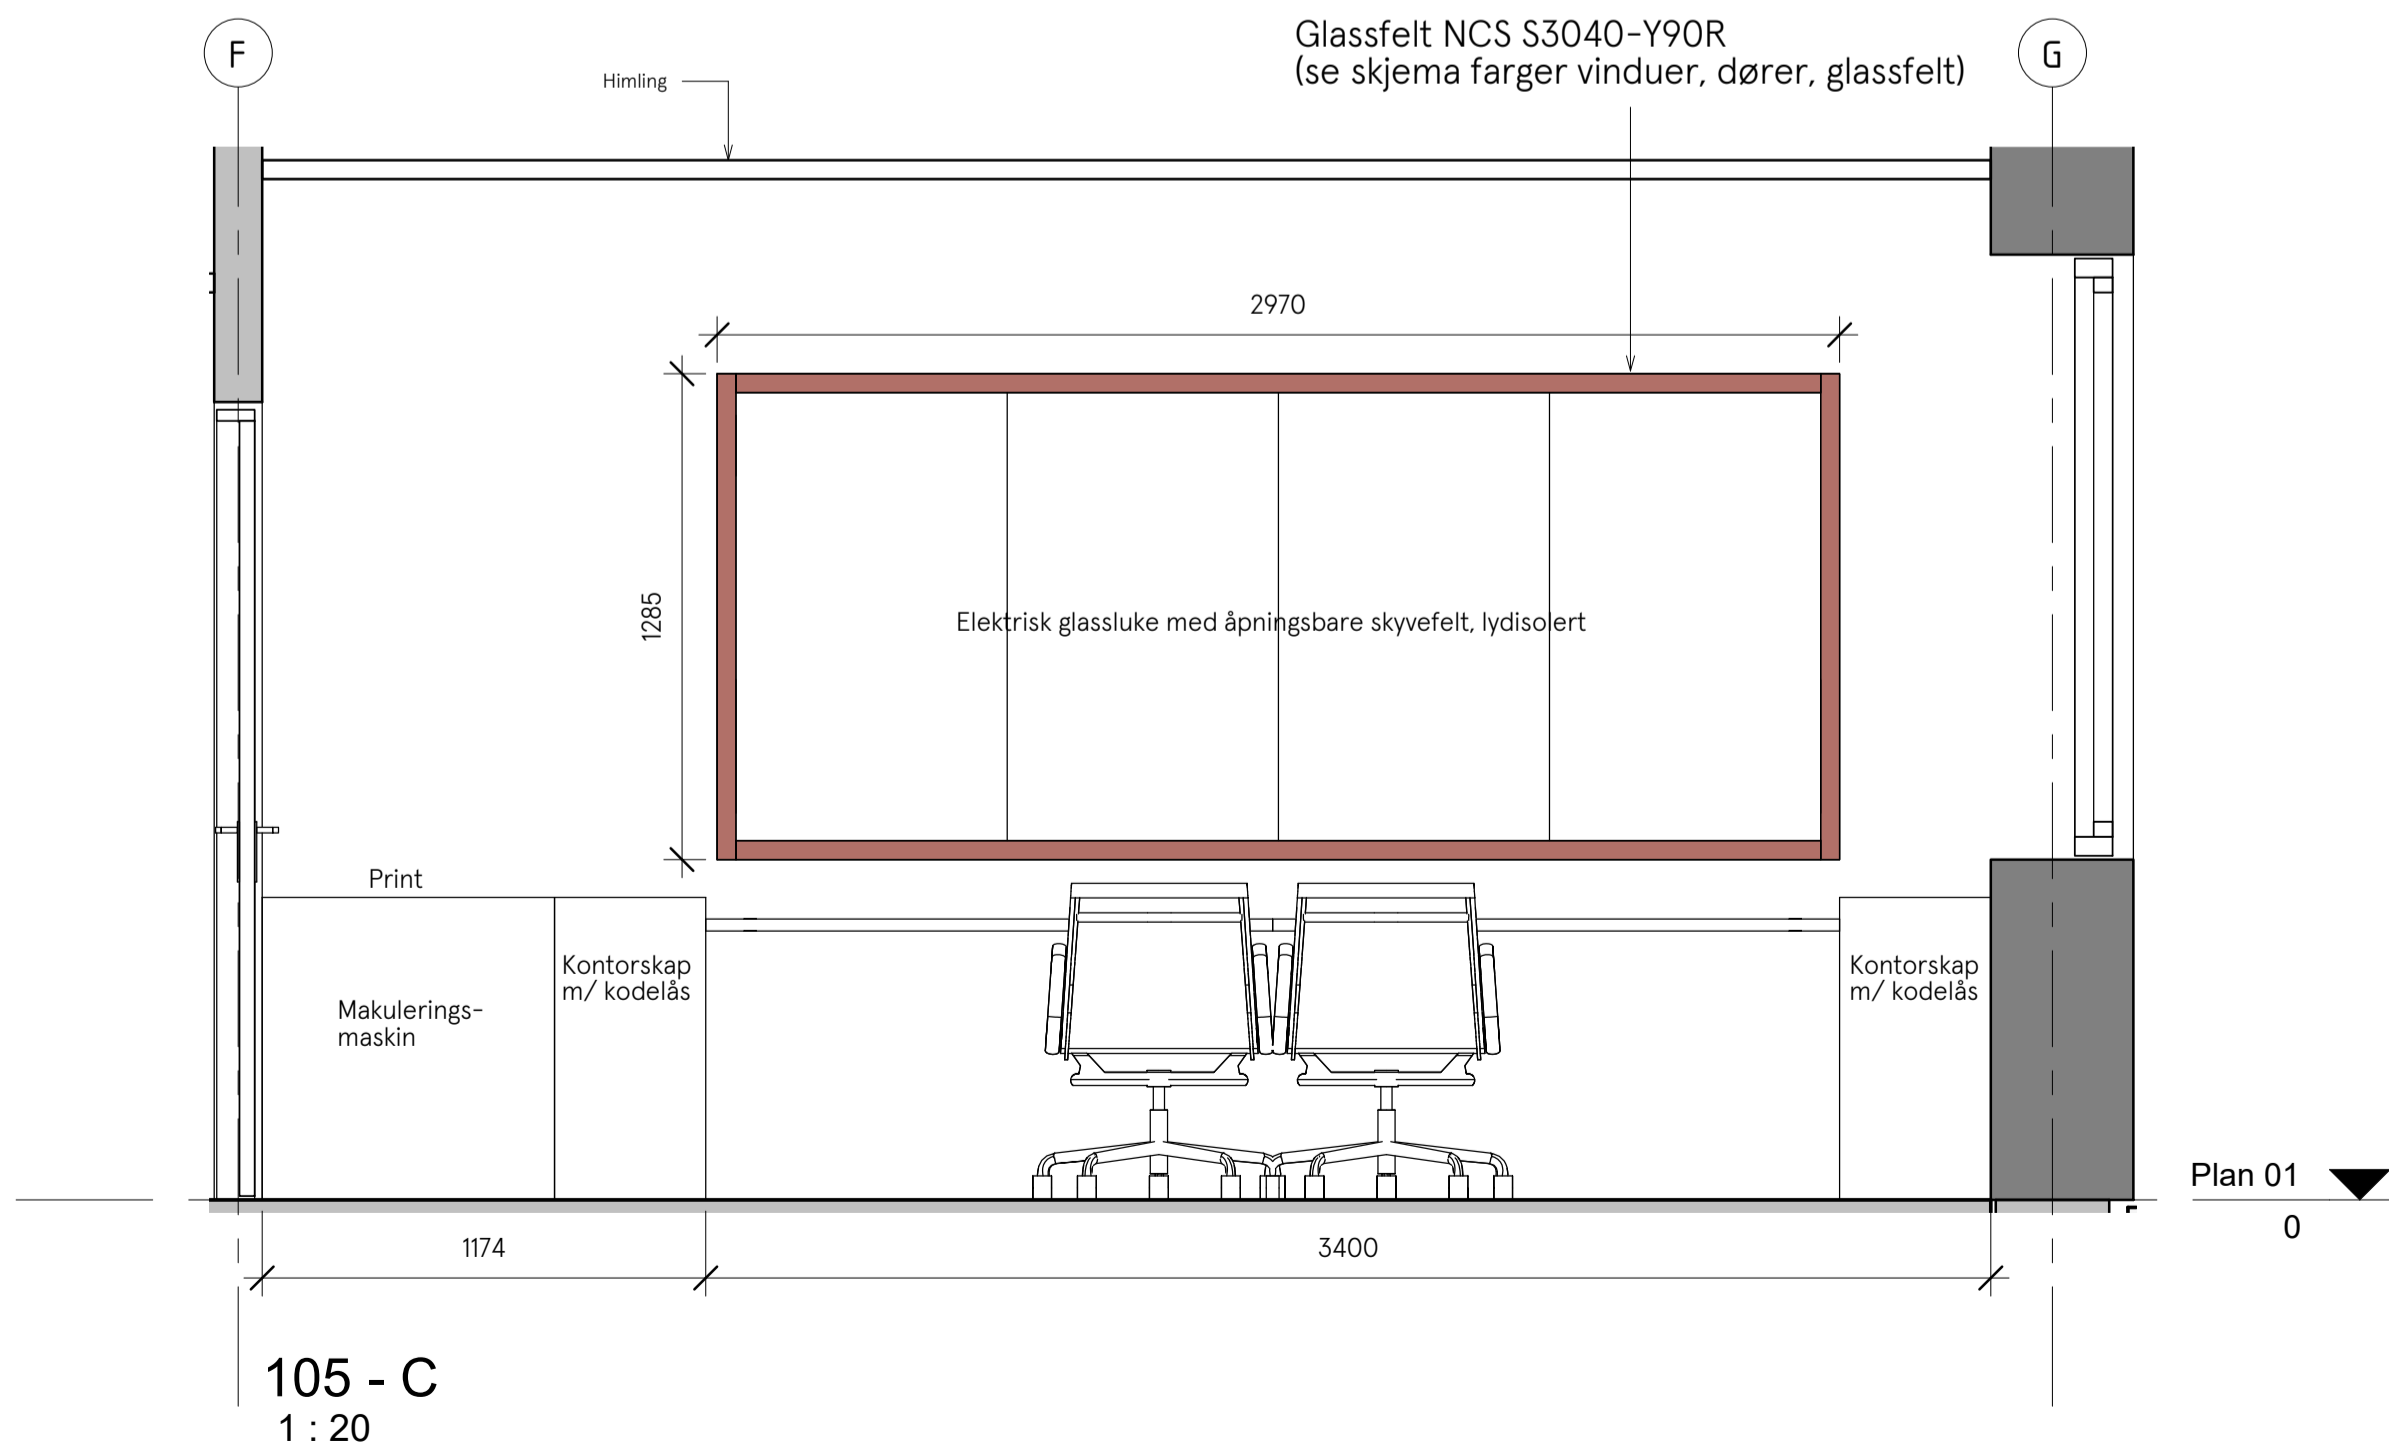 F
Himling
Glassfelt NCS S3040-Y90R
(se skjema farger vinduer, dører, glassfelt)
G
2970
1285
Elektrisk glassluke med åpningsbare skyvefelt, lydisolert
Print
Makulerings-
maskin
Kontorskap
m/ kodelås
Kontorskap
m/ kodelås
Plan 01
0
1174
3400
105 - C
1 : 20